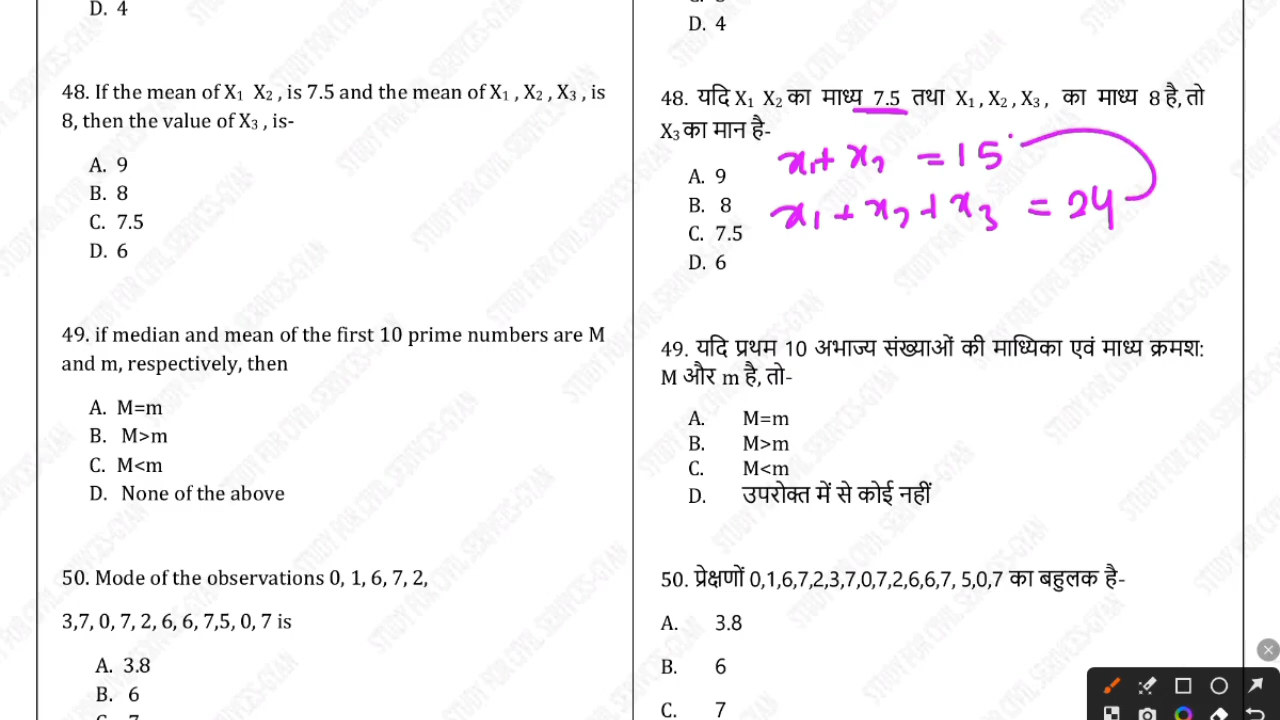 D. 4
48. If the mean of X₁ X₂ , is 7.5 and the mean of X₁ , X₂ , X₃ , is
8, then the value of X₃ , is-
A. 9
B. 8
C. 7.5
D. 6
49. if median and mean of the first 10 prime numbers are M
and m, respectively, then
A. M=m
B. M>m
C. M<m
D. None of the above
50. Mode of the observations 0, 1, 6, 7, 2,
3,7, 0, 7, 2, 6, 6, 7,5, 0, 7 is
A. 3.8
B. 6
D. 4
48. यदि X₁ X₂ का माध्य 7.5 तथा X₁ , X₂ , X₃ , का माध्य 8 है, तो
X₃ का मान है-
x₁+ x₂ = 15
A. 9
B. 8
x₁ + x₂ + x₃ = 24
C. 7.5
D. 6
49. यदि प्रथम 10 अभाज्य संख्याओं की माध्यिका एवं माध्य क्रमश:
M और m है, तो-
A. M=m
B. M>m
C. M<m
D. उपरोक्त में से कोई नहीं
50. प्रेक्षणों 0,1,6,7,2,3,7,0,7,2,6,6,7, 5,0,7 का बहुलक है-
A. 3.8
B. 6
C. 7
STUDY FOR CIVIL SERVICES-GYAN